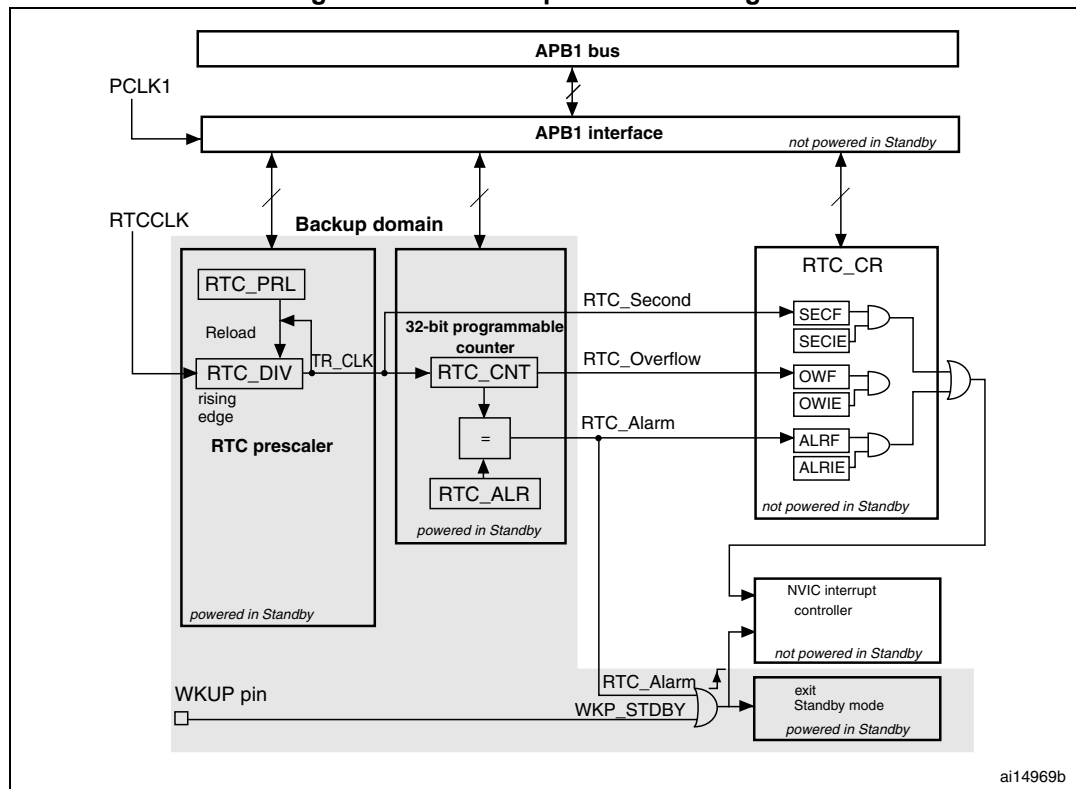 APB1 bus
PCLK1
APB1 interface
not powered in Standby
RTCCLK
Backup domain
RTC_CR
RTC_PRL
RTC_Second
SECF
Reload
32-bit programmable
counter
SECIE
TR_CLK
RTC_Overflow
RTC_DIV
RTC_CNT
OWF
rising
edge
OWIE
RTC prescaler
=
RTC_Alarm
ALRF
ALRIE
RTC_ALR
not powered in Standby
powered in Standby
NVIC interrupt
controller
powered in Standby
not powered in Standby
RTC_Alarm
WKUP pin
WKP_STDBY
exit
Standby mode
powered in Standby
ai14969b